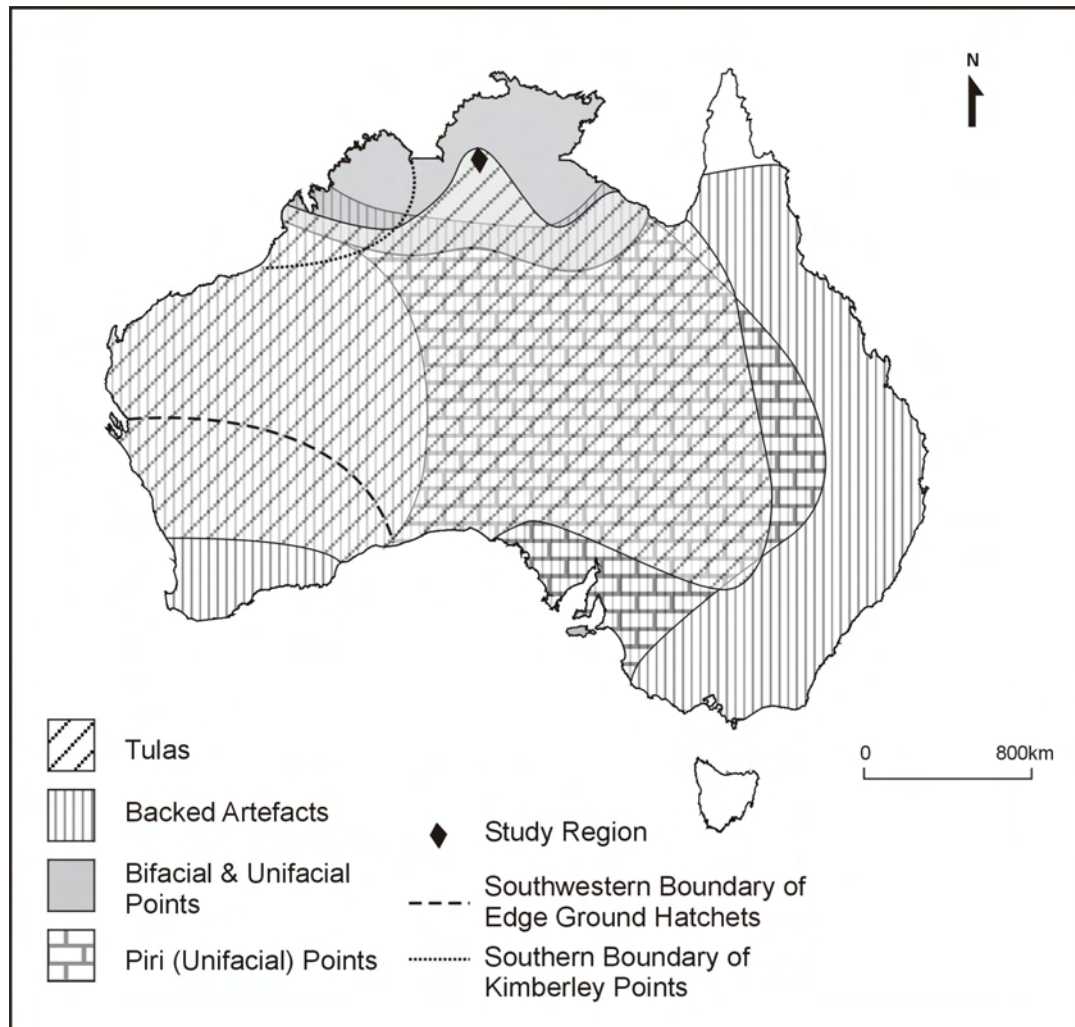 N
0 800km
Tulas
Backed Artefacts
Bifacial & Unifacial
Points
Piri (Unifacial) Points
Study Region
Southwestern Boundary of
Edge Ground Hatchets
Southern Boundary of
Kimberley Points